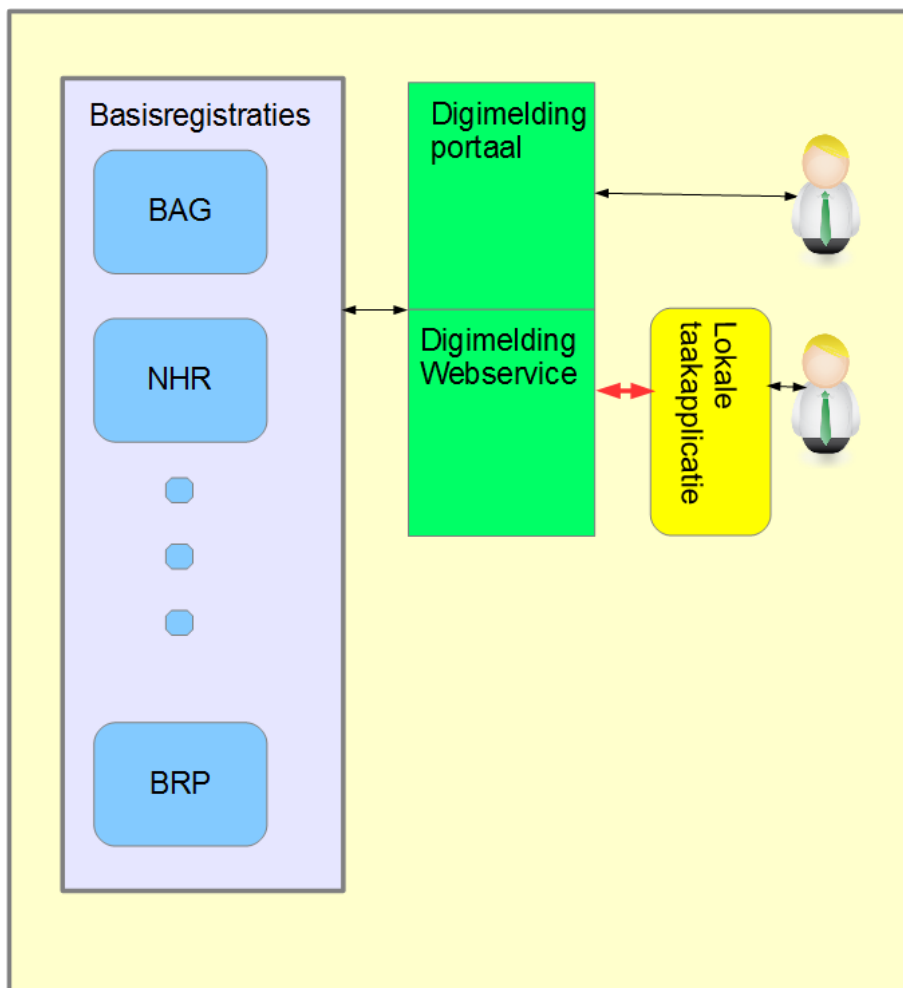 Basisregistraties
BAG
NHR
BRP
Digimelding
portaal
Digimelding
Webservice
Lokale
taakapplicatie